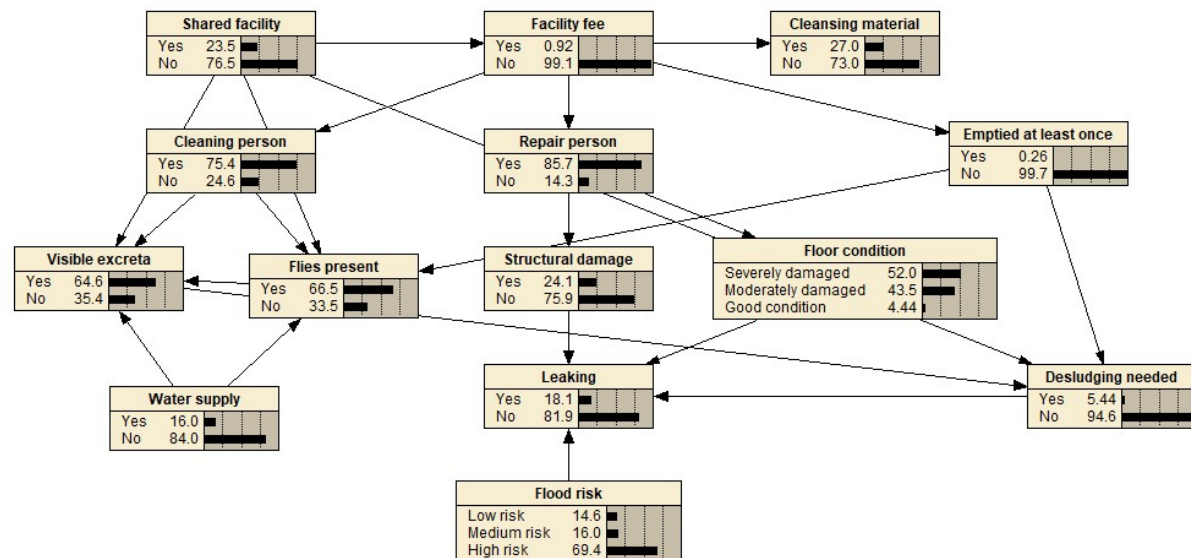 Shared facility
Yes 23.5
No 76.5
Facility fee
Yes 0.92
No 99.1
Cleansing material
Yes 27.0
No 73.0
Cleaning person
Yes 75.4
No 24.6
Repair person
Yes 85.7
No 14.3
Emptied at least once
Yes 0.26
No 99.7
Visible excreta
Yes 64.6
No 35.4
Flies present
Yes 66.5
No 33.5
Structural damage
Yes 24.1
No 75.9
Floor condition
Severely damaged 52.0
Moderately damaged 43.5
Good condition 4.44
Water supply
Yes 16.0
No 84.0
Leaking
Yes 18.1
No 81.9
Desludging needed
Yes 5.44
No 94.6
Flood risk
Low risk 14.6
Medium risk 16.0
High risk 69.4